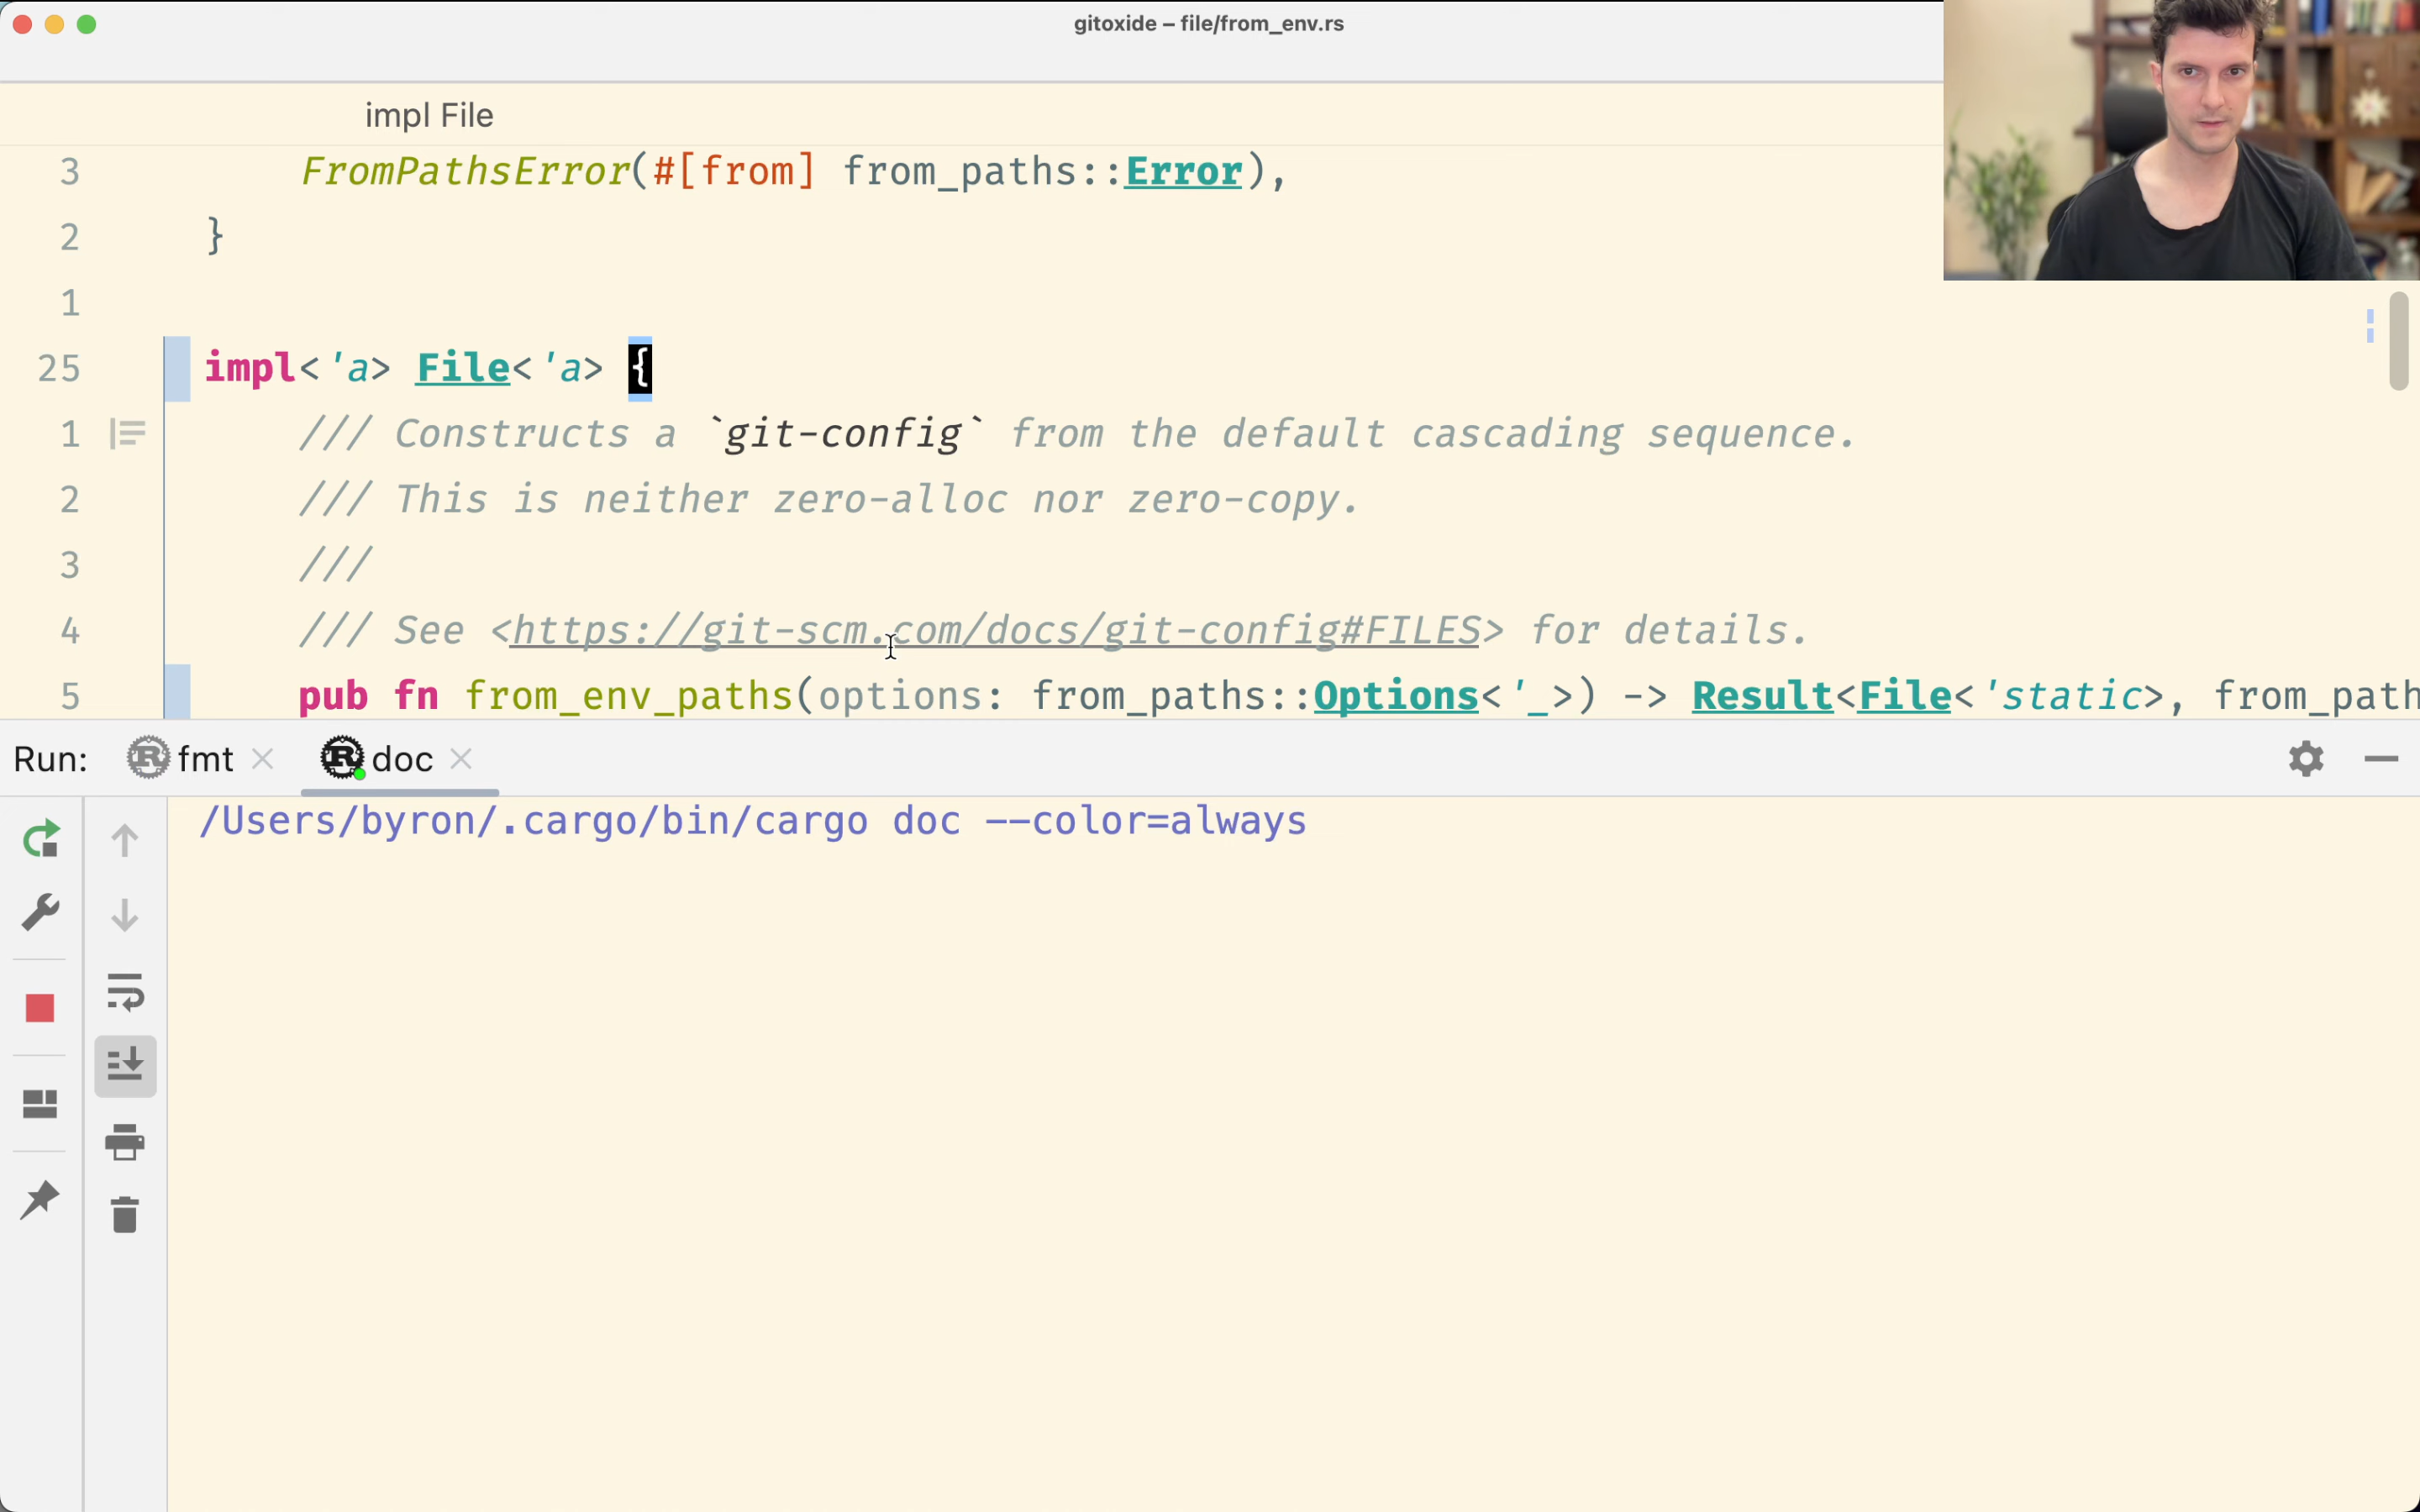 gitoxide – file/from_env.rs
impl File
3 FromPathsError(#[from] from_paths::Error),
2 }
1
25 impl<'a> File<'a> {
1 /// Constructs a `git-config` from the default cascading sequence.
2 /// This is neither zero-alloc nor zero-copy.
3 ///
4 /// See <https://git-scm.com/docs/git-config#FILES> for details.
5 pub fn from_env_paths(options: from_paths::Options<'_>) -> Result<File<'static>, from_path
Run: fmt doc
/Users/byron/.cargo/bin/cargo doc --color=always